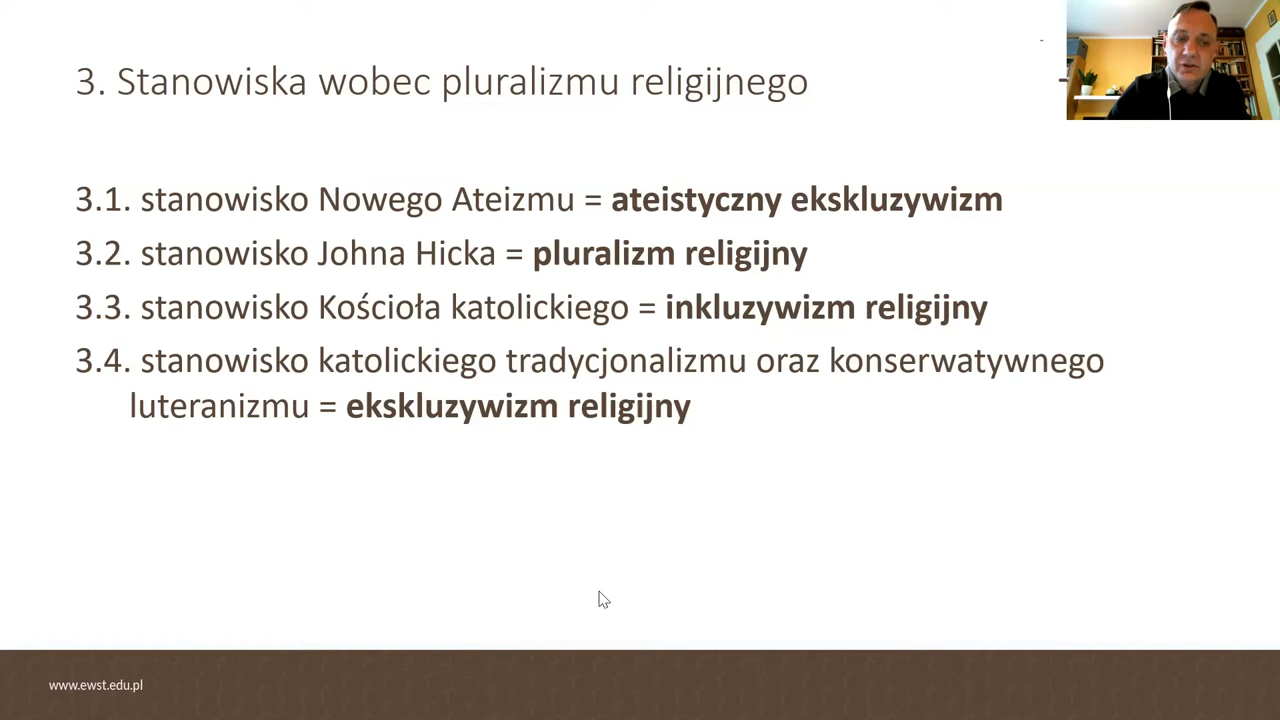 3. Stanowiska wobec pluralizmu religijnego
3.1. stanowisko Nowego Ateizmu = ateistyczny ekskluzywizm
3.2. stanowisko Johna Hicka = pluralizm religijny
3.3. stanowisko Kościoła katolickiego = inkluzywizm religijny
3.4. stanowisko katolickiego tradycjonalizmu oraz konserwatywnego
luteranizmu = ekskluzywizm religijny
www.ewst.edu.pl